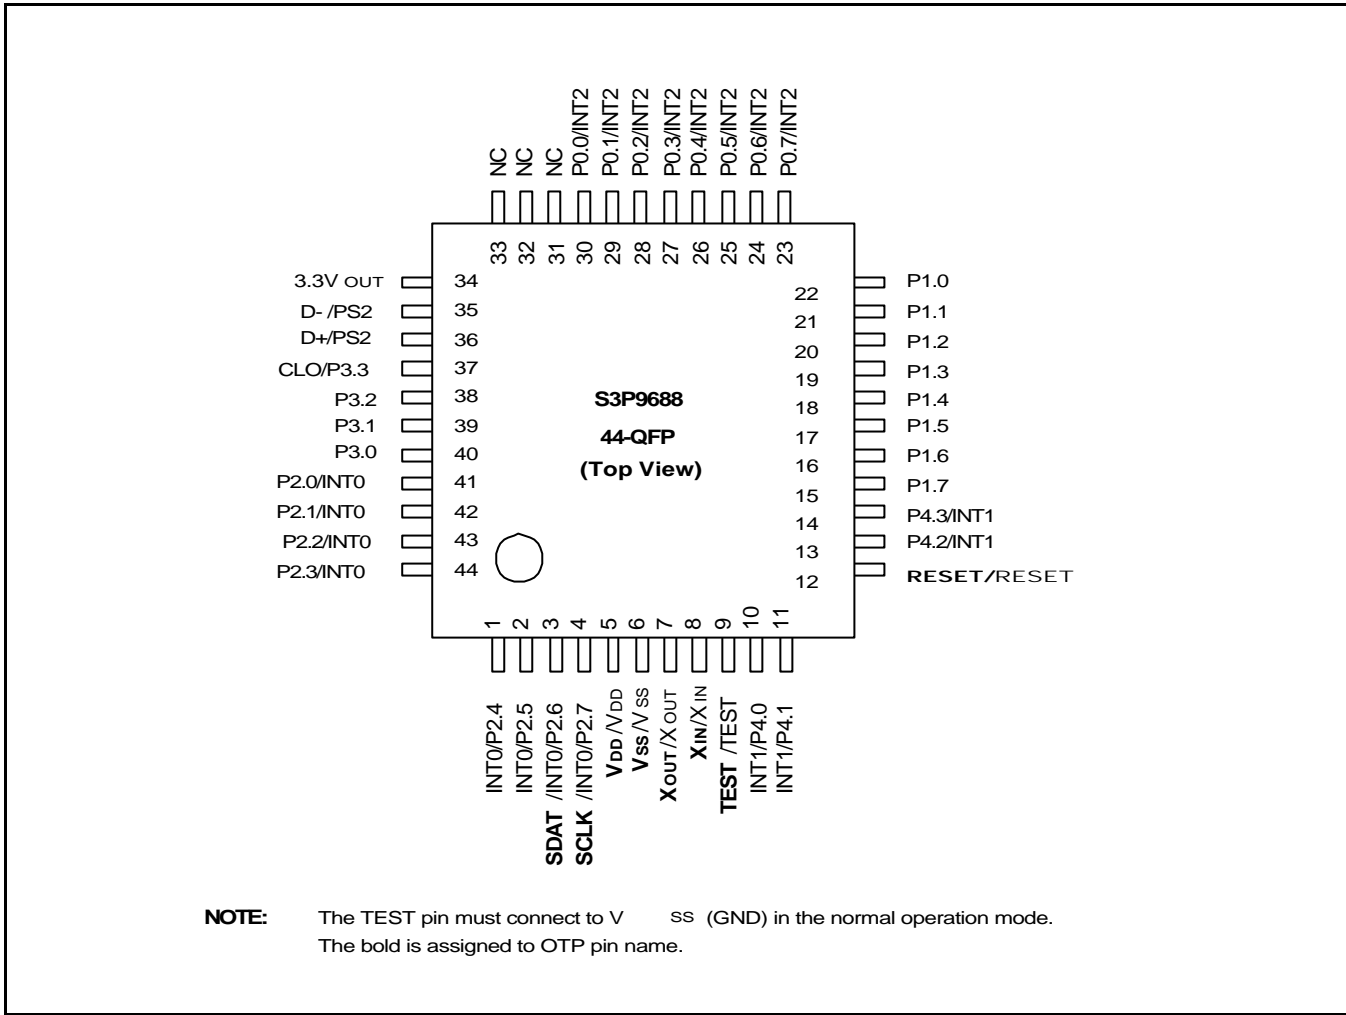 NC
NC
NC
P0.0/INT2
P0.1/INT2
P0.2/INT2
P0.3/INT2
P0.4/INT2
P0.5/INT2
P0.6/INT2
P0.7/INT2
33
32
31
30
29
28
27
26
25
24
23
3.3V OUT
34
D- /PS2
35
D+/PS2
36
CLO/P3.3
37
P3.2
38
P3.1
39
P3.0
40
P2.0/INT0
41
P2.1/INT0
42
P2.2/INT0
43
P2.3/INT0
44
S3P9688
44-QFP
(Top View)
22
P1.0
21
P1.1
20
P1.2
19
P1.3
18
P1.4
17
P1.5
16
P1.6
15
P1.7
14
P4.3/INT1
13
P4.2/INT1
12
RESET/RESET
1
2
3
4
5
6
7
8
9
10
11
INT0/P2.4
INT0/P2.5
SDAT /INT0/P2.6
SCLK /INT0/P2.7
VDD /VDD
VSS /VSS
XOUT /XOUT
XIN/XIN
TEST /TEST
INT1/P4.0
INT1/P4.1
NOTE: The TEST pin must connect to V SS (GND) in the normal operation mode.
The bold is assigned to OTP pin name.